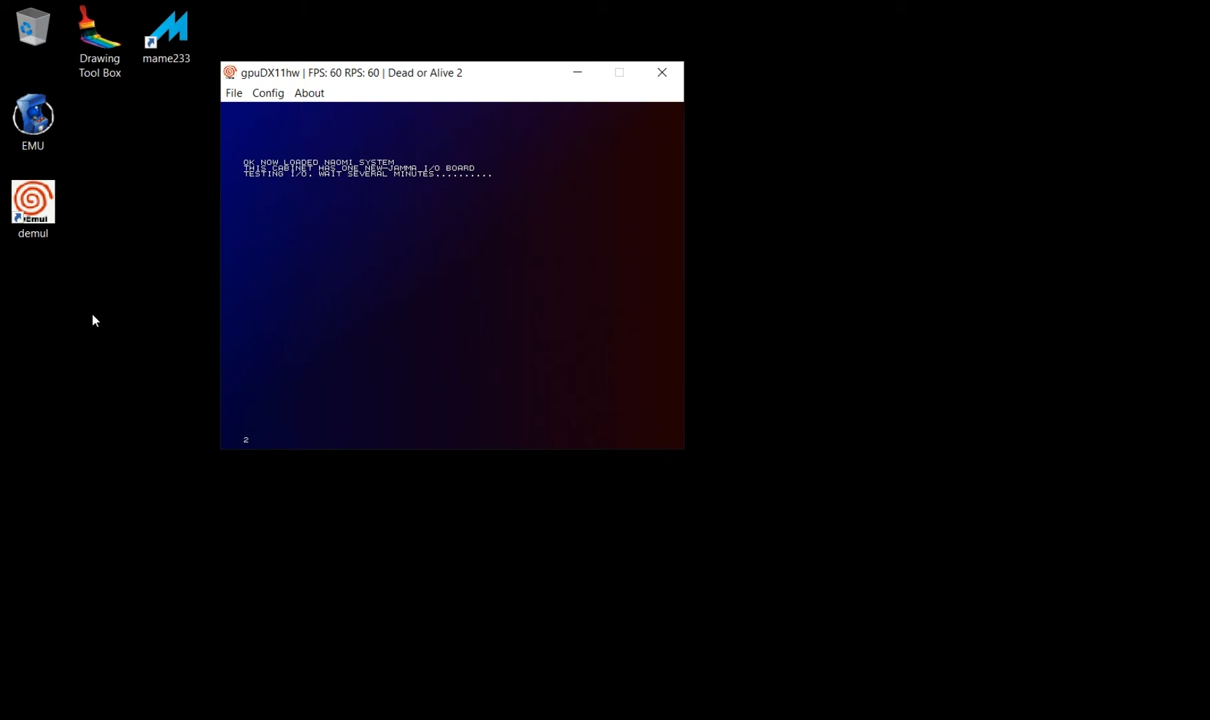 Drawing
Tool Box
mame233
EMU
iEmul
demul
gpuDX11hw | FPS: 60 RPS: 60 | Dead or Alive 2
File Config About
OK NOW LOADED NAOMI SYSTEM
THIS CABINET HAS ONE NEW-JAMMA I/O BOARD
TESTING I/O. WAIT SEVERAL MINUTES..........
2